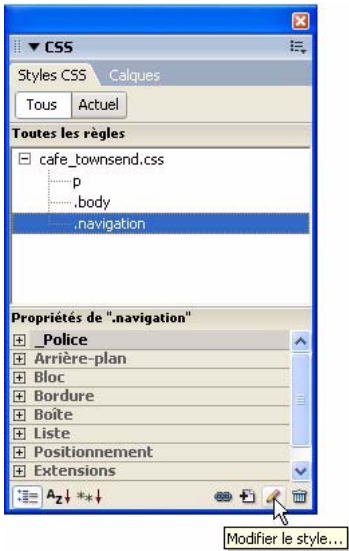 CSS
Styles CSS Calques
Tous Actuel
Toutes les règles
cafe_townsend.css
p
.body
.navigation
Propriétés de ".navigation"
_Police
Arrière-plan
Bloc
Bordure
Boîte
Liste
Positionnement
Extensions
AZ↓ **↓
Modifier le style...